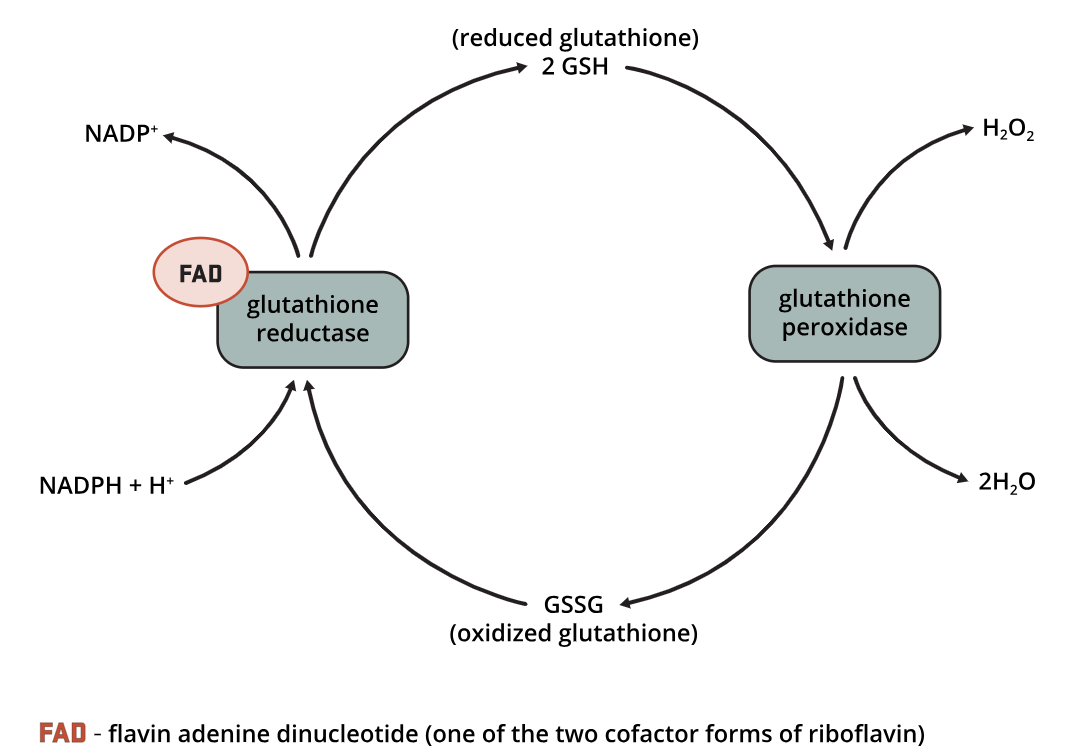 (reduced glutathione)
2 GSH
NADP⁺
H₂O₂
FAD
glutathione
reductase
glutathione
peroxidase
NADPH + H⁺
2H₂O
GSSG
(oxidized glutathione)
FAD - flavin adenine dinucleotide (one of the two cofactor forms of riboflavin)